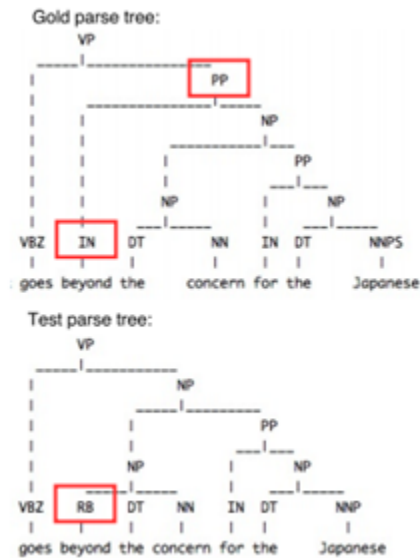 Gold parse tree:
VP
PP
NP
PP
NP NP
VBZ IN DT NN IN DT NNPS
goes beyond the concern for the Japanese
Test parse tree:
VP
NP
PP
NP NP
VBZ RB DT NN IN DT NNP
goes beyond the concern for the Japanese